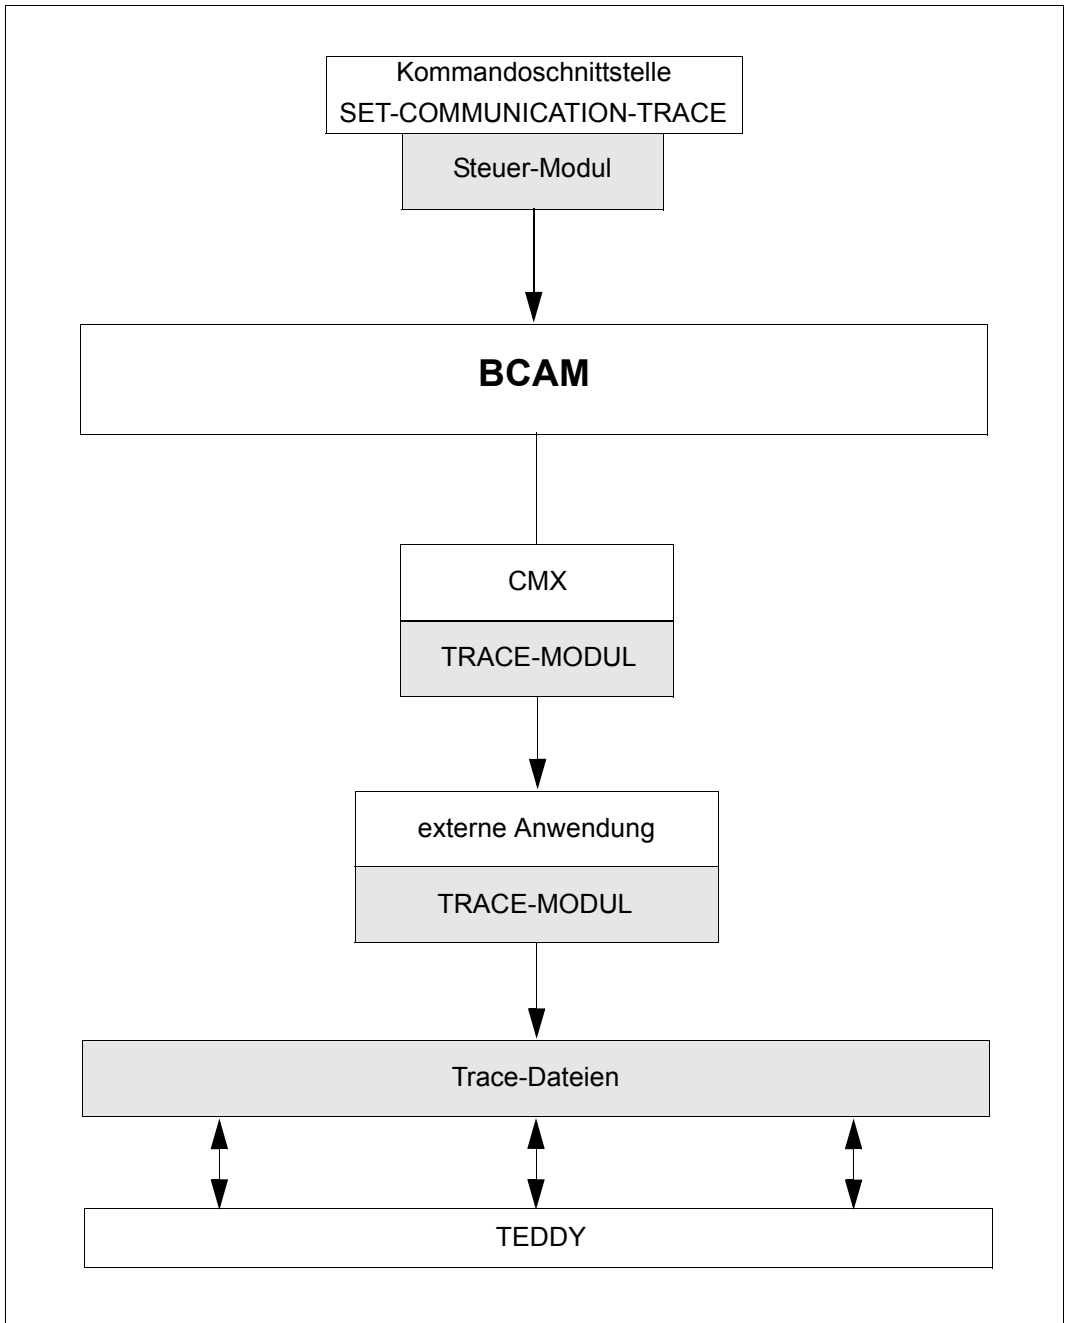 Kommandoschnittstelle
SET-COMMUNICATION-TRACE
Steuer-Modul
BCAM
CMX
TRACE-MODUL
externe Anwendung
TRACE-MODUL
Trace-Dateien
TEDDY